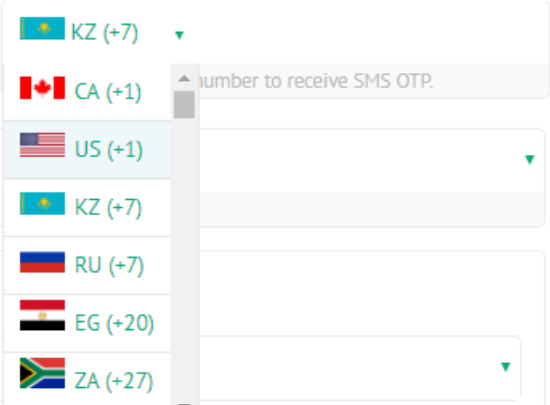 KZ (+7)
number to receive SMS OTP.
CA (+1)
US (+1)
KZ (+7)
RU (+7)
EG (+20)
ZA (+27)